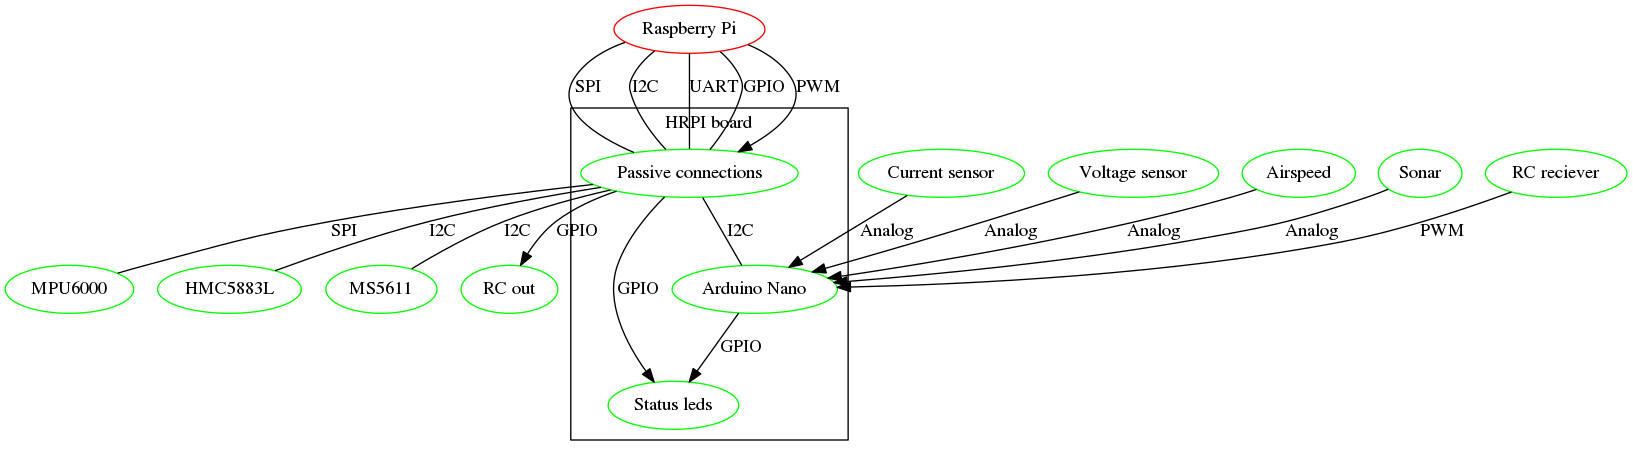 Raspberry Pi
SPI
I2C
UART
GPIO
PWM
HRPI board
Passive connections
Current sensor
Voltage sensor
Airspeed
Sonar
RC reciever
SPI
I2C
I2C
GPIO
I2C
Analog
Analog
Analog
Analog
PWM
MPU6000
HMC5883L
MS5611
RC out
GPIO
Arduino Nano
GPIO
Status leds